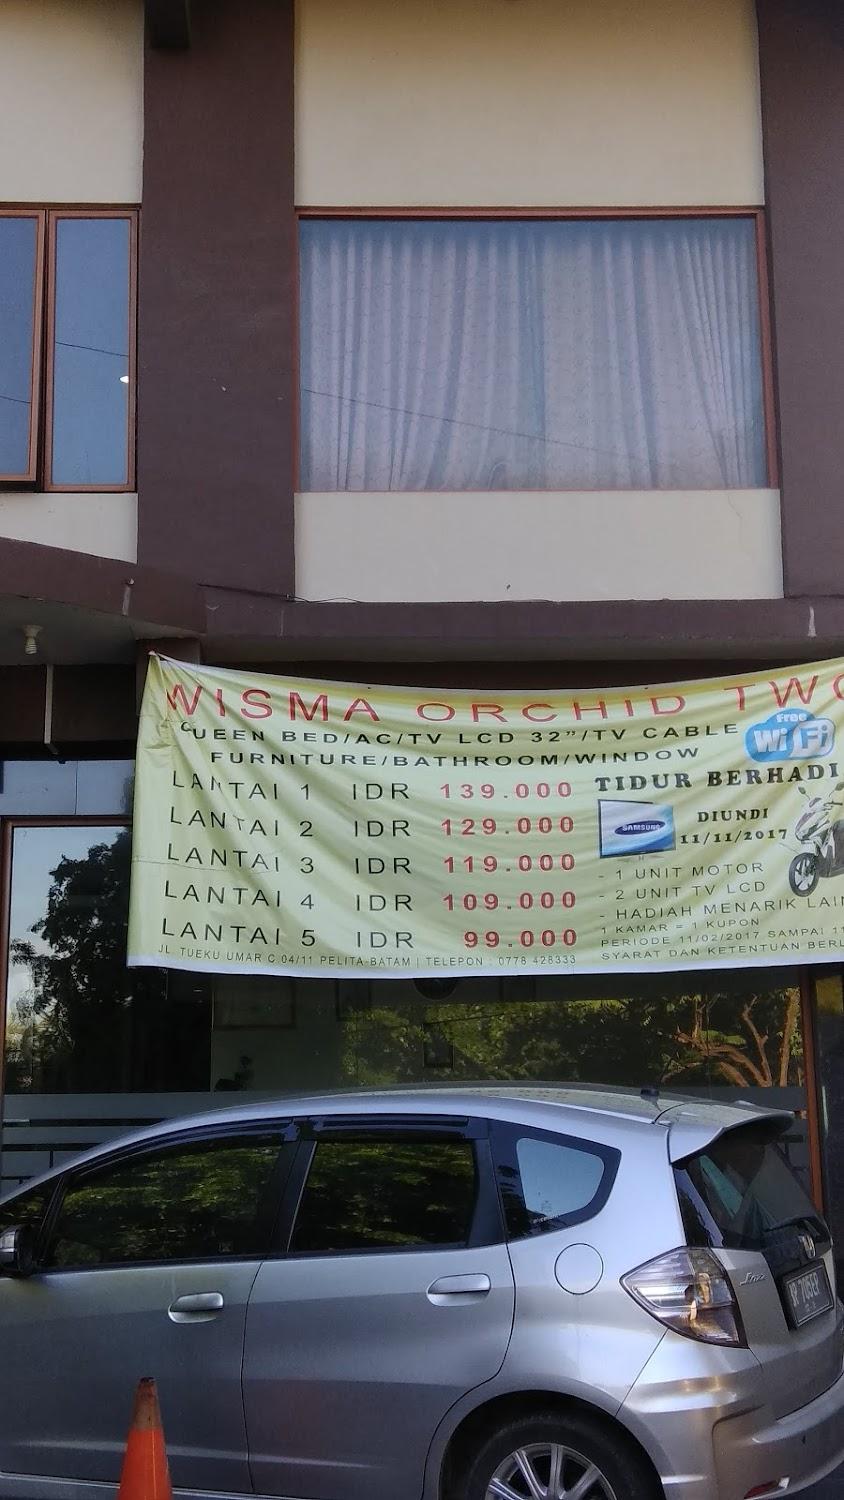 WISMA ORCHID TWO
QUEEN BED/AC/TV LCD 32"/TV CABLE
FURNITURE/BATHROOM/WINDOW
Free
WiFi
LANTAI 1 IDR 139.000
LANTAI 2 IDR 129.000
LANTAI 3 IDR 119.000
LANTAI 4 IDR 109.000
LANTAI 5 IDR 99.000
JL TUEKU UMAR C 04/11 PELITA-BATAM | TELEPON : 0778 428333
TIDUR BERHADI
SAMSUNG
DIUNDI
11/11/2017
- 1 UNIT MOTOR
- 2 UNIT TV LCD
- HADIAH MENARIK LAIN
1 KAMAR = 1 KUPON
PERIODE 11/02/2017 SAMPAI 11
SYARAT DAN KETENTUAN BERL
Jazz